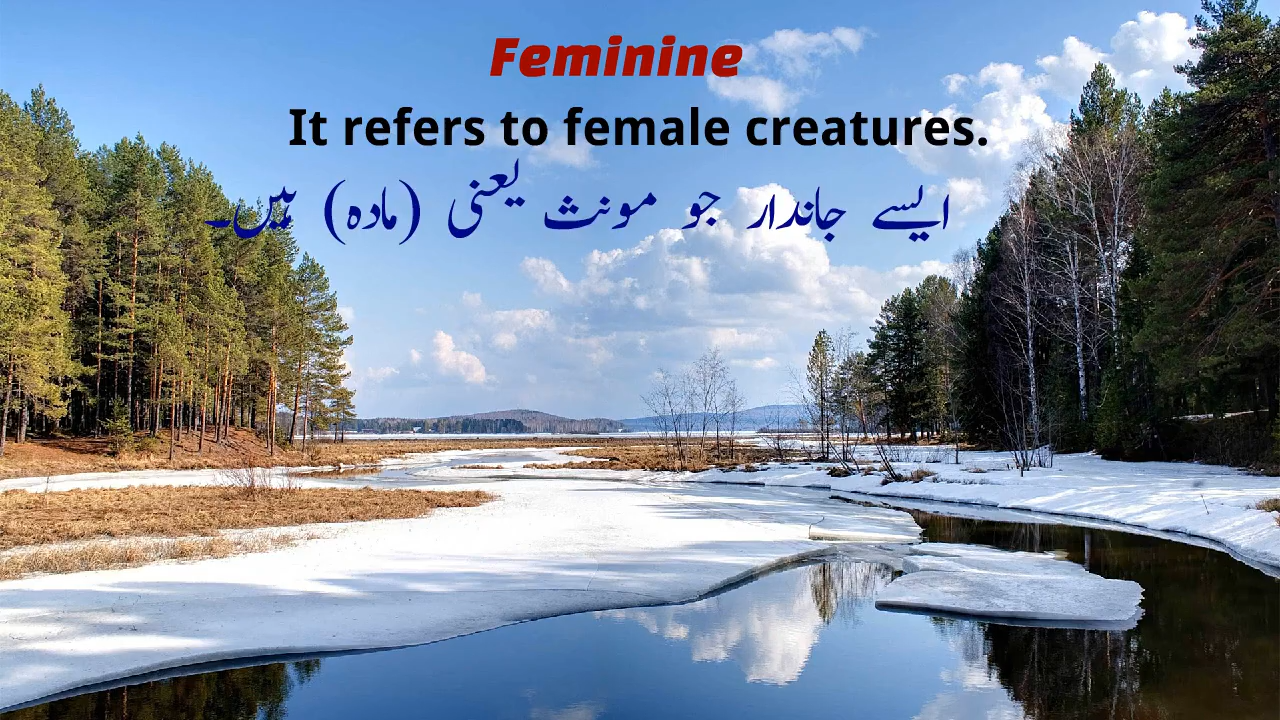 Feminine
It refers to female creatures.
ایسے جاندار جو مونث یعنی (مادہ) ہیں۔